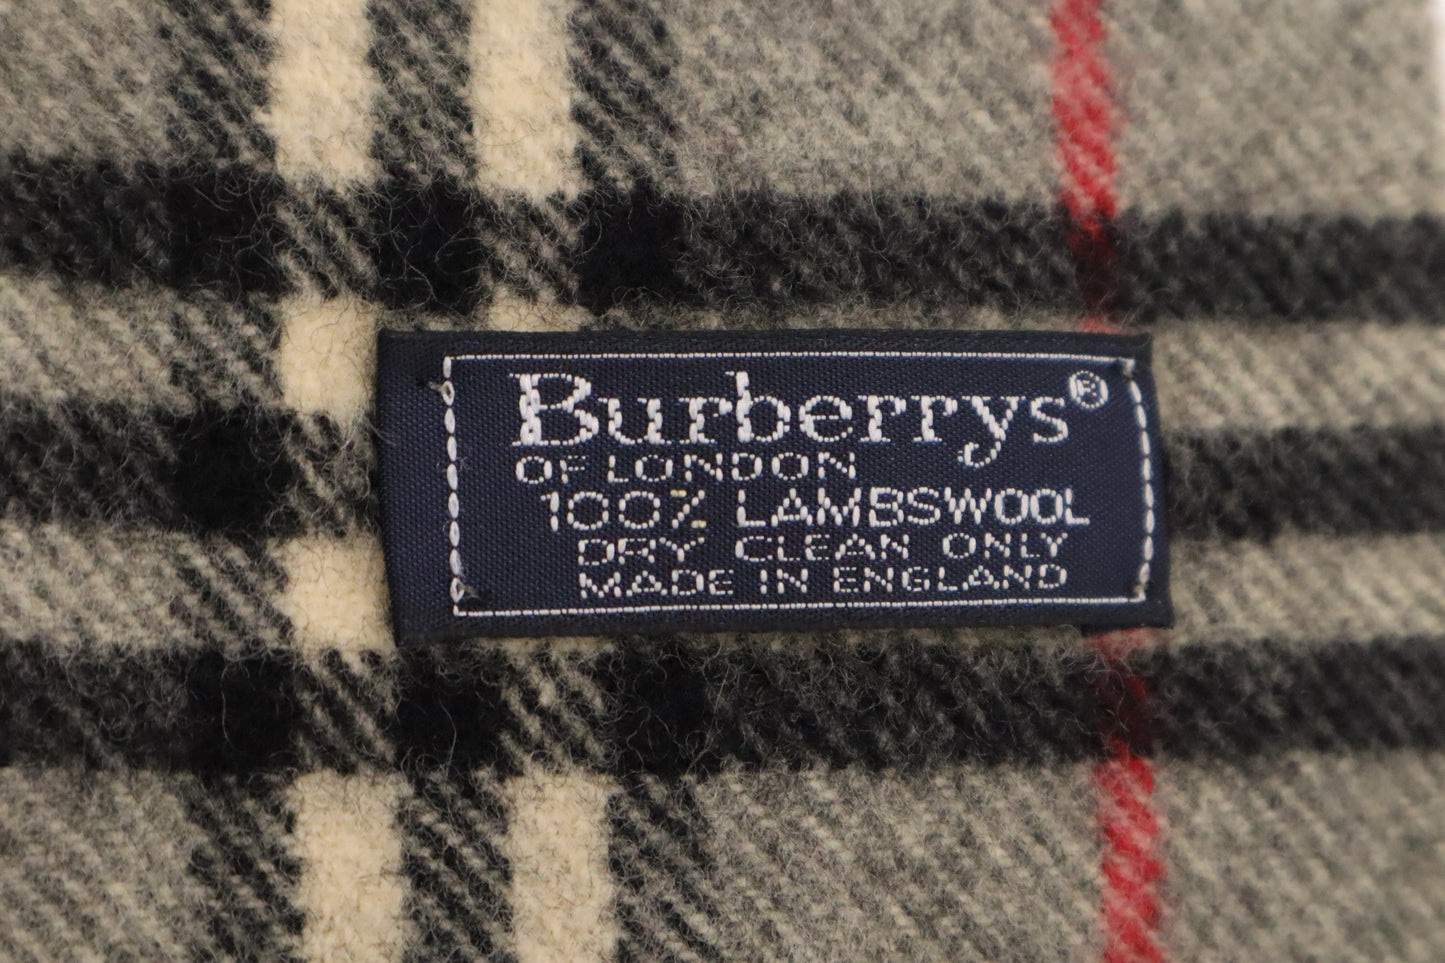 Burberrys®
OF LONDON
100% LAMBSWOOL
DRY CLEAN ONLY
MADE IN ENGLAND